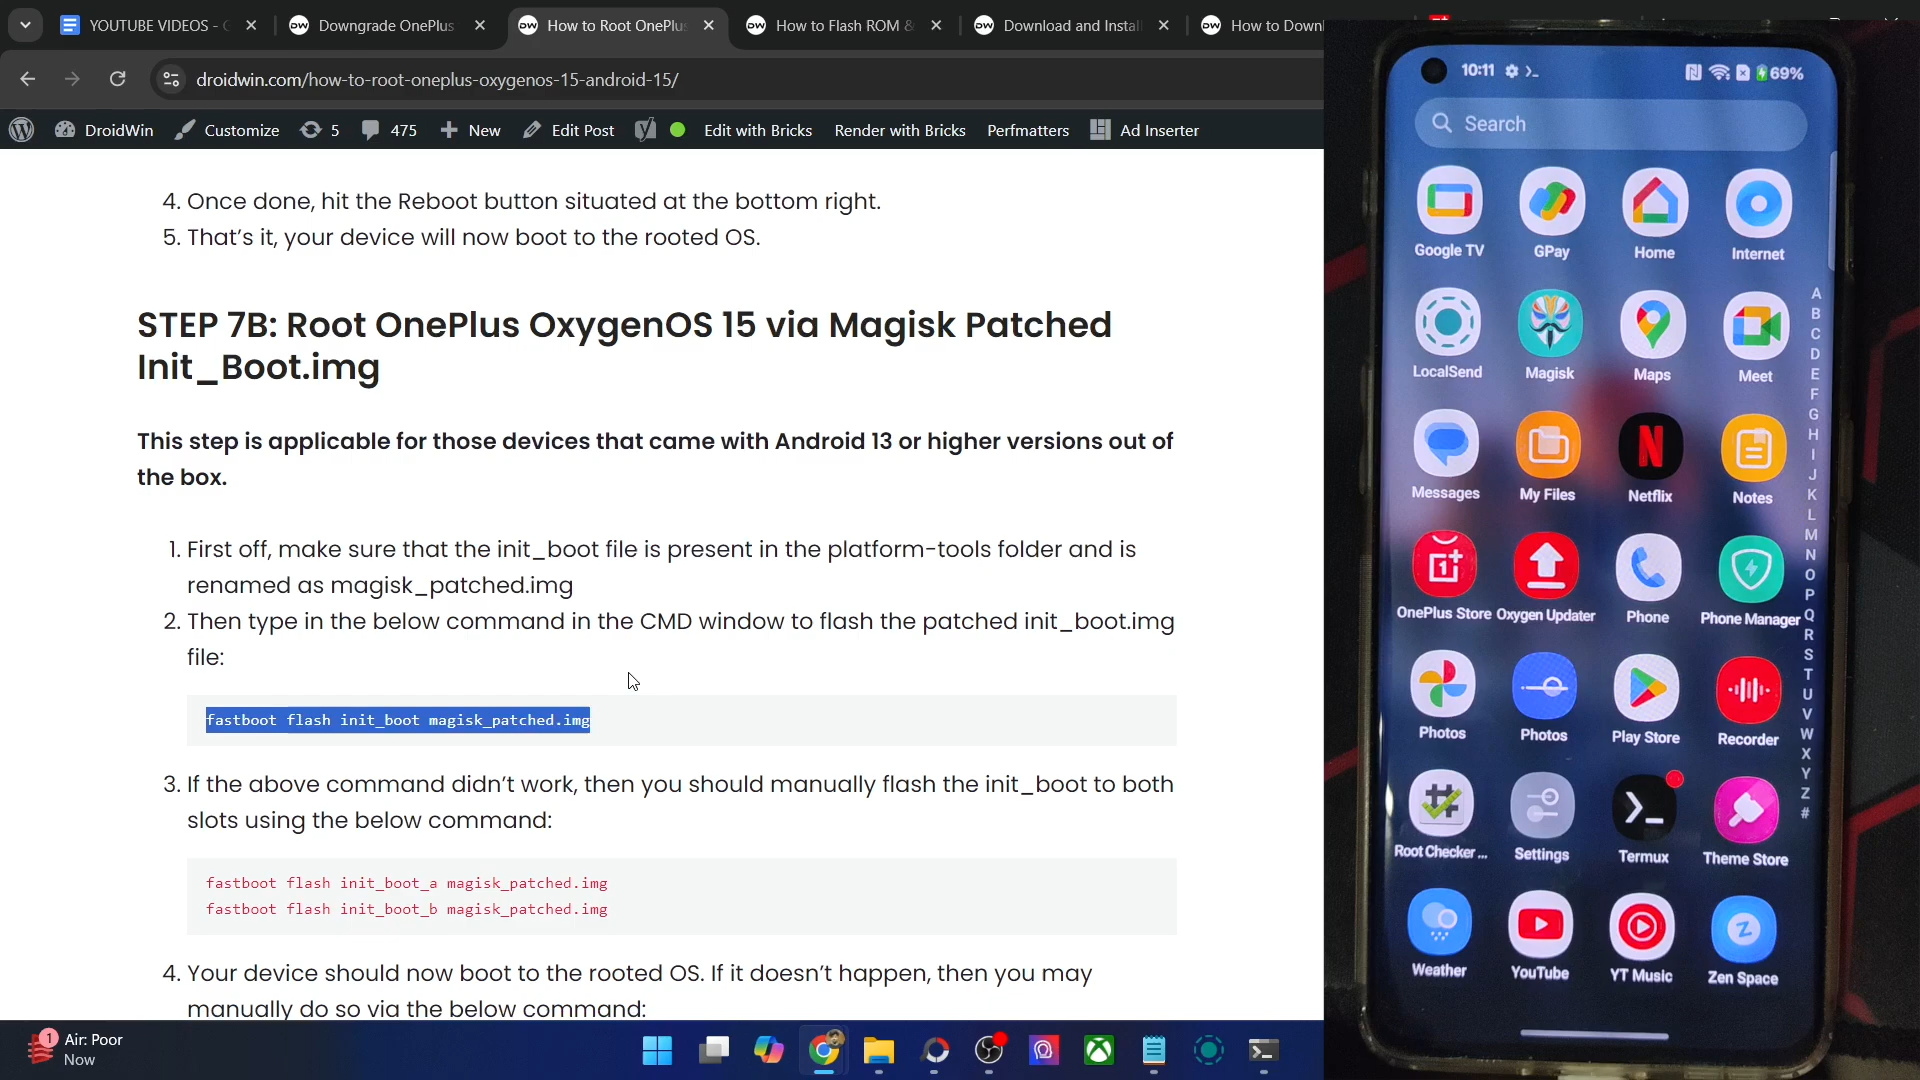 YOUTUBE VIDEOS -
Downgrade OnePlus
How to Root OnePlus
How to Flash ROM &
Download and Install
How to Down
droidwin.com/how-to-root-oneplus-oxygenos-15-android-15/
DroidWin
Customize
5
475
New
Edit Post
Edit with Bricks
Render with Bricks
Perfmatters
Ad Inserter
4. Once done, hit the Reboot button situated at the bottom right.
5. That's it, your device will now boot to the rooted OS.
STEP 7B: Root OnePlus OxygenOS 15 via Magisk Patched
Init_Boot.img
This step is applicable for those devices that came with Android 13 or higher versions out of
the box.
1. First off, make sure that the init_boot file is present in the platform-tools folder and is
renamed as magisk_patched.img
2. Then type in the below command in the CMD window to flash the patched init_boot.img
file:
fastboot flash init_boot magisk_patched.img
3. If the above command didn't work, then you should manually flash the init_boot to both
slots using the below command:
fastboot flash init_boot_a magisk_patched.img
fastboot flash init_boot_b magisk_patched.img
4. Your device should now boot to the rooted OS. If it doesn't happen, then you may
manually do so via the below command:
1
Air: Poor
Now
10:11
69%
Search
Google TV
GPay
Home
Internet
LocalSend
Magisk
Maps
Meet
Messages
My Files
Netflix
Notes
OnePlus Store
Oxygen Updater
Phone
Phone Manager
Photos
Photos
Play Store
Recorder
Root Checker ...
Settings
Termux
Theme Store
Weather
YouTube
YT Music
Zen Space
A
B
C
D
E
F
G
H
I
J
K
L
M
N
O
P
Q
R
S
T
U
V
W
X
Y
Z
#